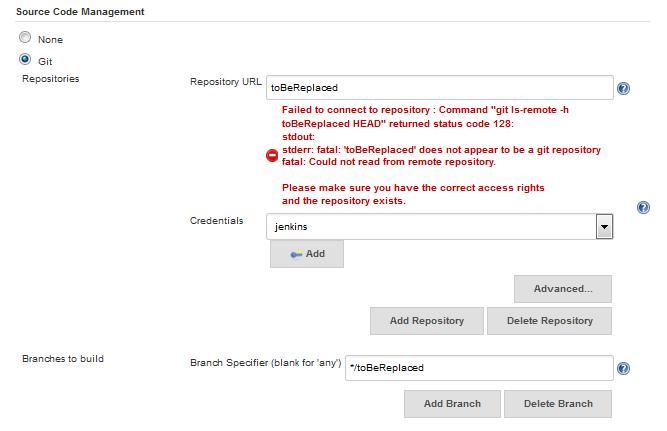 Source Code Management
None
Git
Repositories
Repository URL
toBeReplaced
Failed to connect to repository : Command "git ls-remote -h
toBeReplaced HEAD" returned status code 128:
stdout:
stderr: fatal: 'toBeReplaced' does not appear to be a git repository
fatal: Could not read from remote repository.
Please make sure you have the correct access rights
and the repository exists.
Credentials
jenkins
Add
Advanced...
Add Repository
Delete Repository
Branches to build
Branch Specifier (blank for 'any')
*/toBeReplaced
Add Branch
Delete Branch